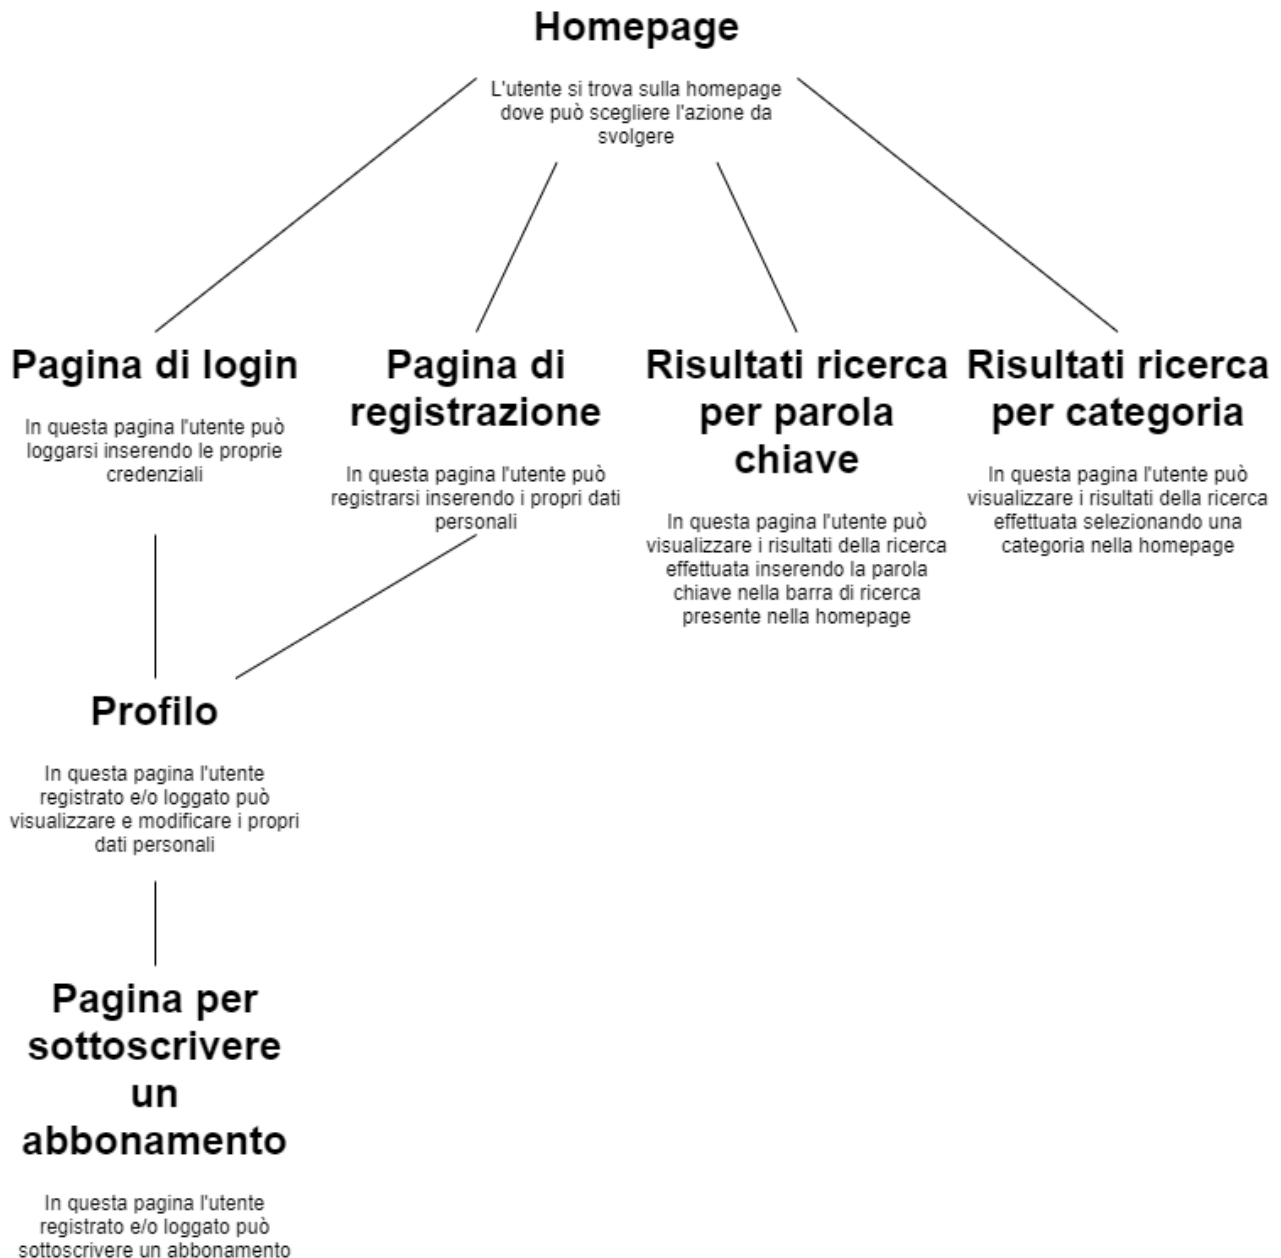 Homepage
L'utente si trova sulla homepage
dove può scegliere l'azione da
svolgere
Pagina di login
In questa pagina l'utente può
loggarsi inserendo le proprie
credenziali
Pagina di
registrazione
In questa pagina l'utente può
registrarsi inserendo i propri dati
personali
Risultati ricerca
per parola
chiave
In questa pagina l'utente può
visualizzare i risultati della ricerca
effettuata inserendo la parola
chiave nella barra di ricerca
presente nella homepage
Risultati ricerca
per categoria
In questa pagina l'utente può
visualizzare i risultati della ricerca
effettuata selezionando una
categoria nella homepage
Profilo
In questa pagina l'utente
registrato e/o loggato può
visualizzare e modificare i propri
dati personali
Pagina per
sottoscrivere
un
abbonamento
In questa pagina l'utente
registrato e/o loggato può
sottoscrivere un abbonamento